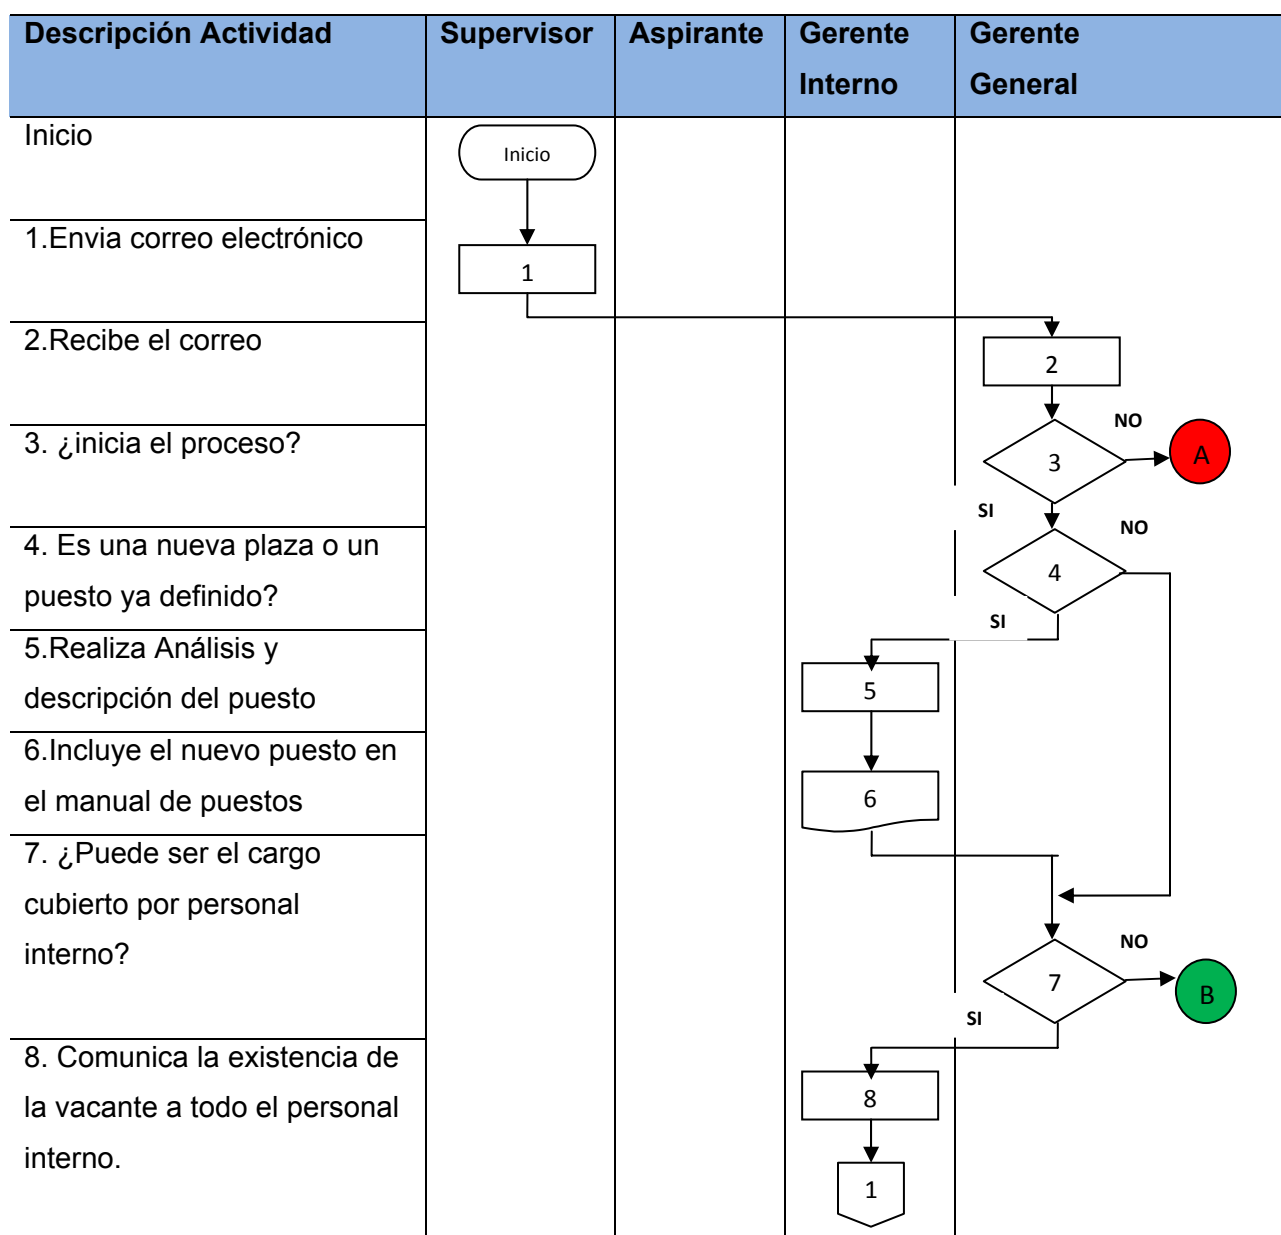 Descripción Actividad
Supervisor
Aspirante
Gerente
Interno
Gerente
General
Inicio
Inicio
1.Envia correo electrónico
1
2.Recibe el correo
2
3. ¿inicia el proceso?
3
NO
A
SI
4. Es una nueva plaza o un
puesto ya definido?
4
NO
SI
5.Realiza Análisis y
descripción del puesto
5
6.Incluye el nuevo puesto en
el manual de puestos
6
7. ¿Puede ser el cargo
cubierto por personal
interno?
7
NO
B
SI
8. Comunica la existencia de
la vacante a todo el personal
interno.
8
1